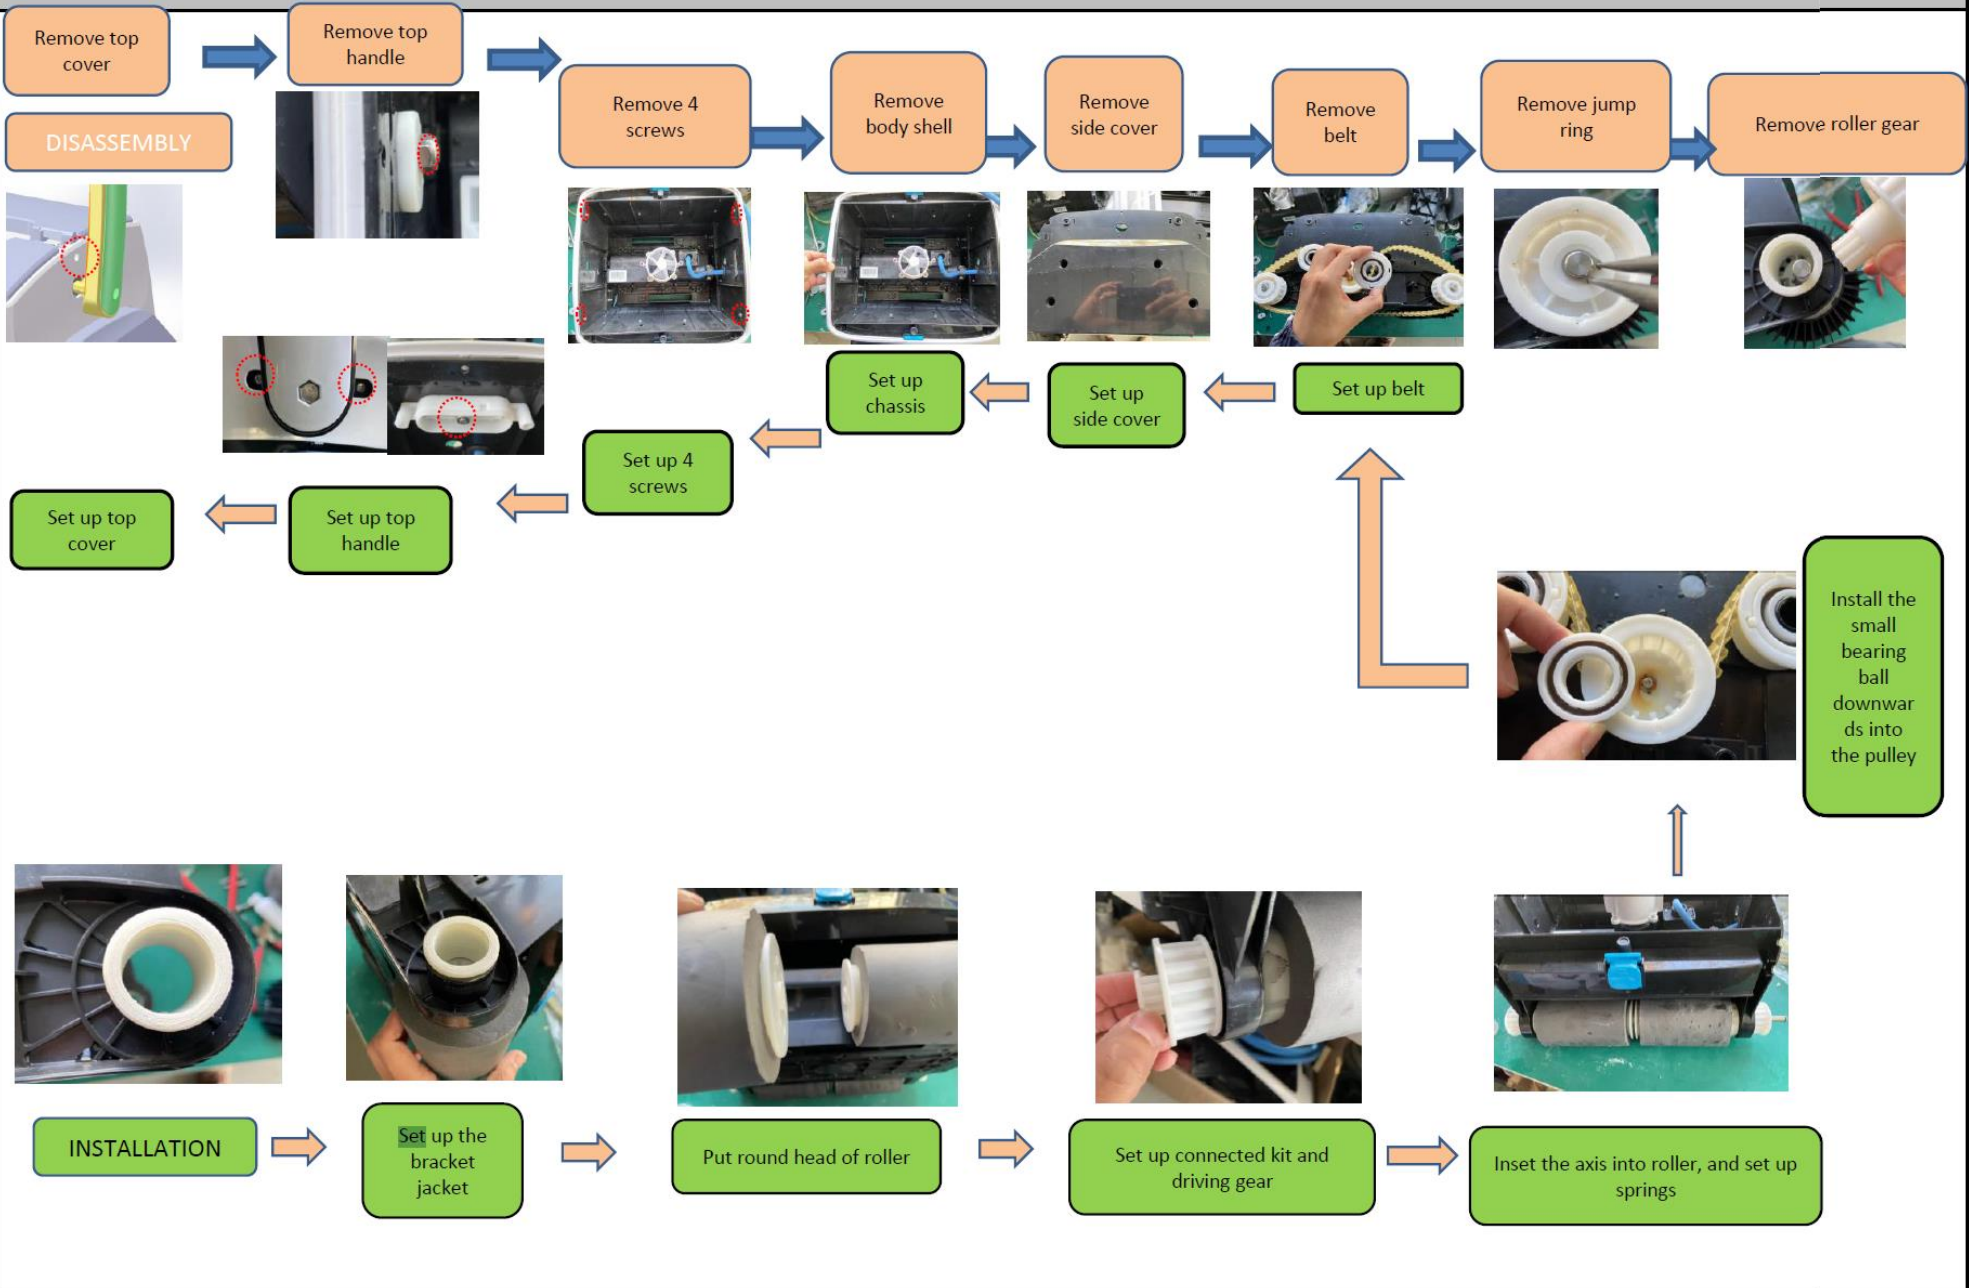 Remove top
cover
Remove top
handle
Remove 4
screws
Remove
body shell
Remove
side cover
Remove
belt
Remove jump
ring
Remove roller gear
DISASSEMBLY
Set up
chassis
Set up
side cover
Set up belt
Set up 4
screws
Set up top
handle
Set up top
cover
Install the
small
bearing
ball
downwar
ds into
the pulley
INSTALLATION
Set up the
bracket
jacket
Put round head of roller
Set up connected kit and
driving gear
Inset the axis into roller, and set up
springs